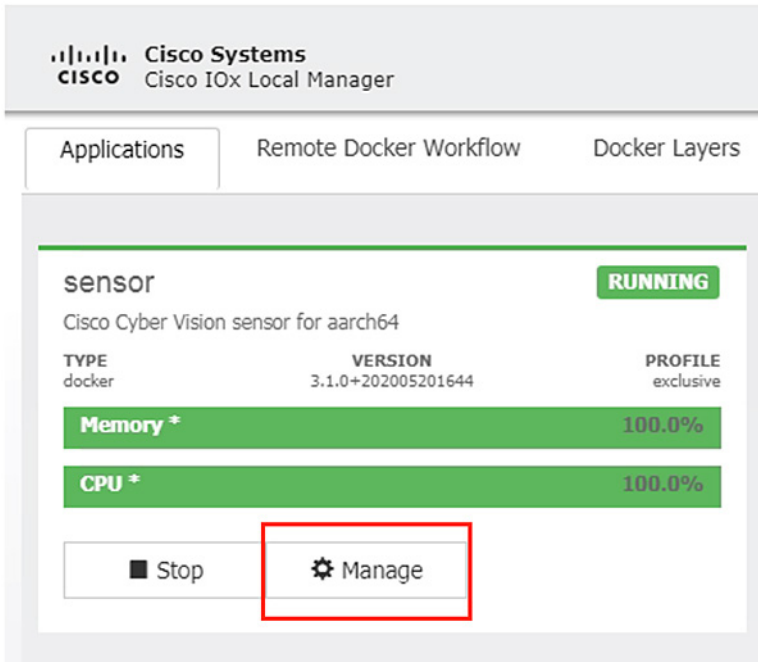 Cisco Systems
CISCO Cisco IOx Local Manager
Applications Remote Docker Workflow Docker Layers
sensor RUNNING
Cisco Cyber Vision sensor for aarch64
TYPE VERSION PROFILE
docker 3.1.0+202005201644 exclusive
Memory * 100.0%
CPU * 100.0%
Stop Manage